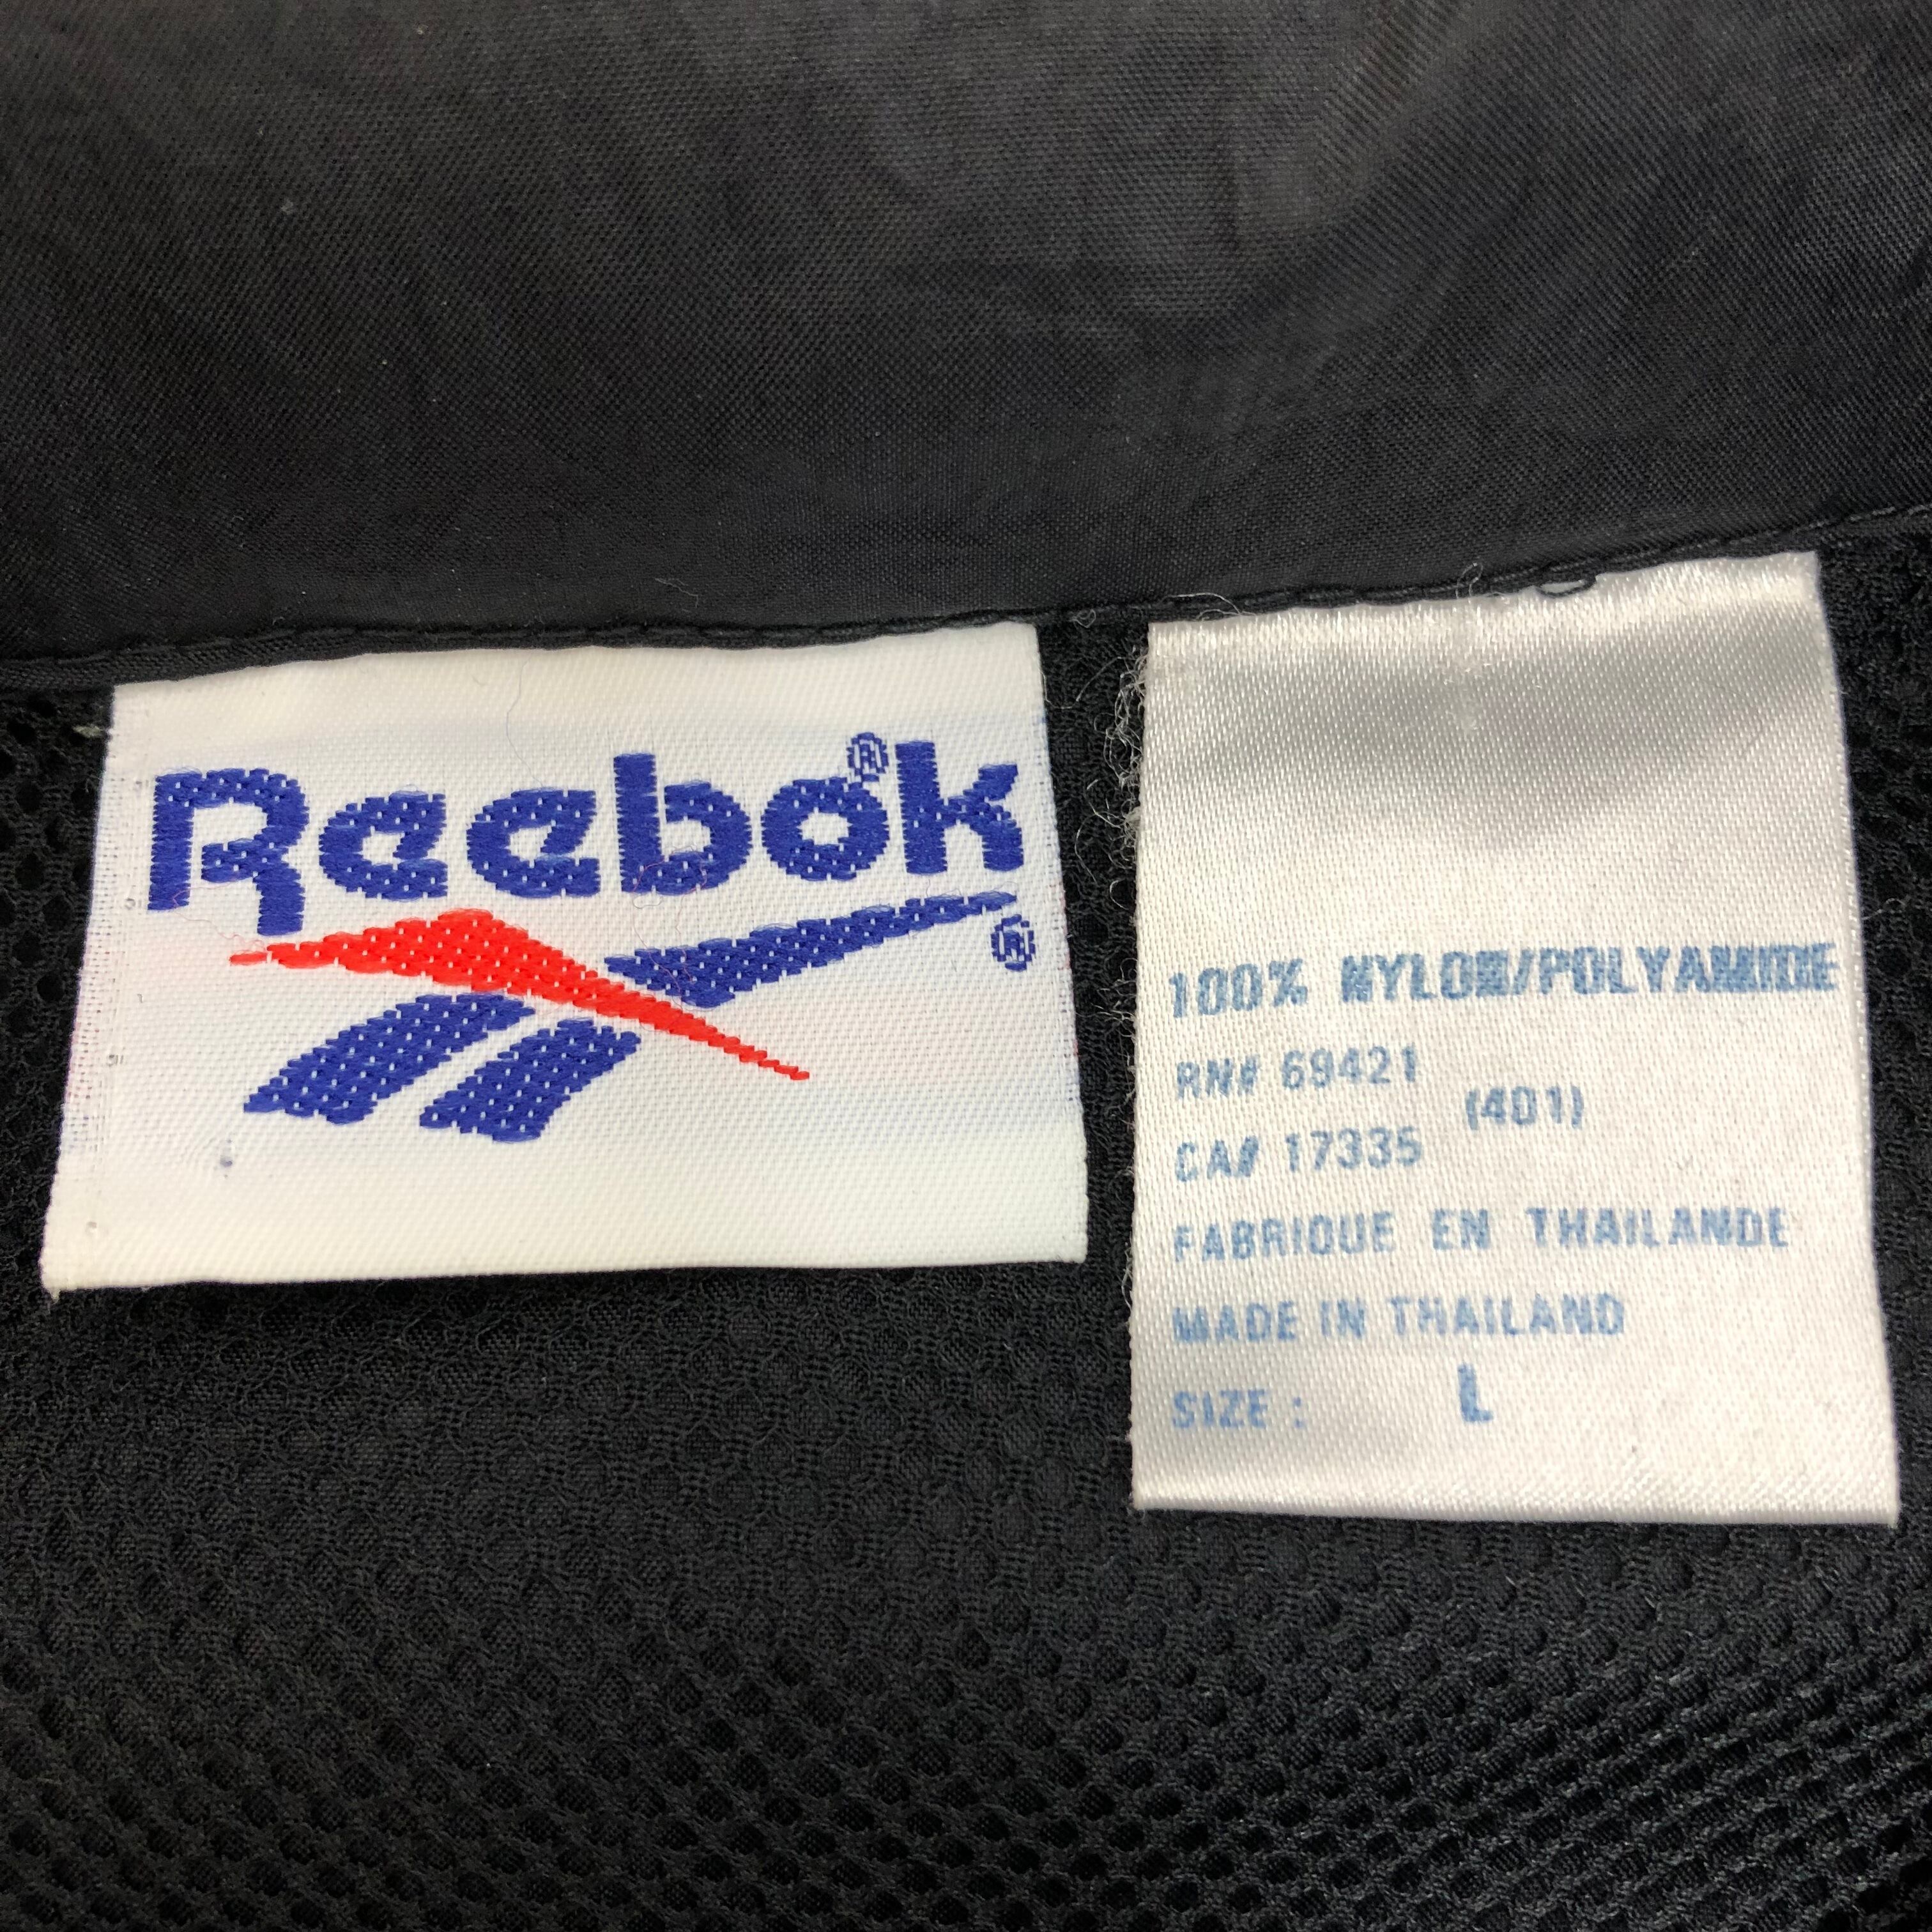 Reebok®
®
100% NYLON/POLYAMIDE
RN# 69421
(401)
CA# 17335
FABRIQUE EN THAILANDE
MADE IN THAILAND
SIZE : L